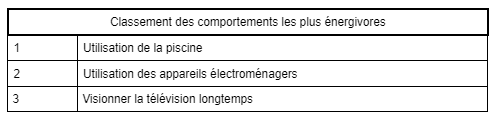 Classement des comportements les plus énergivores
1 Utilisation de la piscine
2 Utilisation des appareils électroménagers
3 Visionner la télévision longtemps